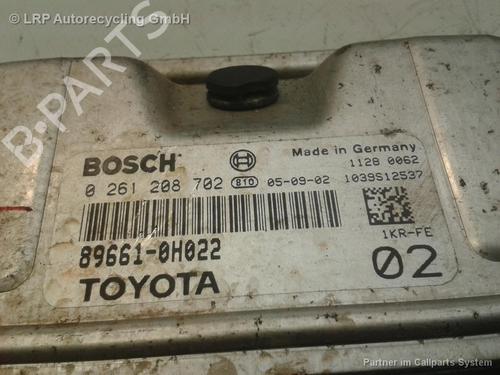 LRP Autorecycling GmbH
B-PARTS
BOSCH
Made in Germany
1128 0062
0 261 208 702 B10 05-09-02 1039S12537
1KR-FE
89661-0H022
TOYOTA
02
Partner im Callparts System